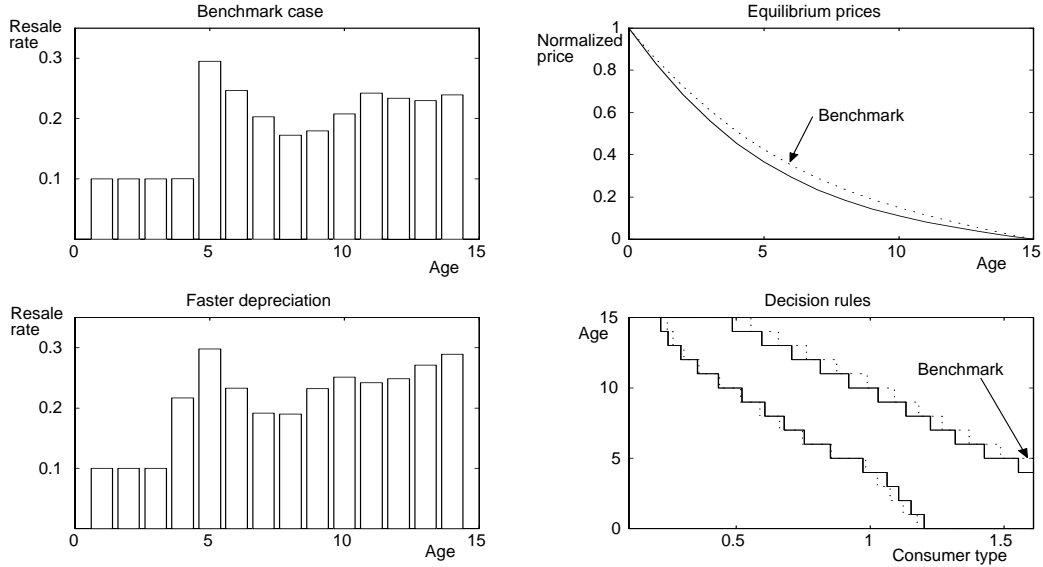 Benchmark case
Resale
rate
0.3
0.2
0.1
0
5
10
15
Age
Equilibrium prices
Normalized
price
1
0.8
0.6
0.4
0.2
0
Benchmark
0
5
10
15
Age
Faster depreciation
Resale
rate
0.3
0.2
0.1
0
5
10
15
Age
Decision rules
Age
15
10
5
0
Benchmark
0.5
1
1.5
Consumer type